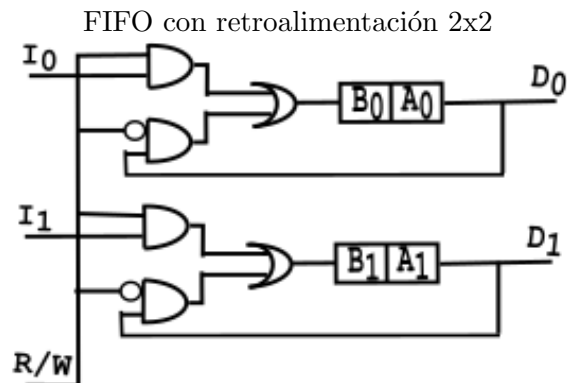 FIFO con retroalimentación 2x2
I0
D0
B0 A0
I1
D1
B1 A1
R/W